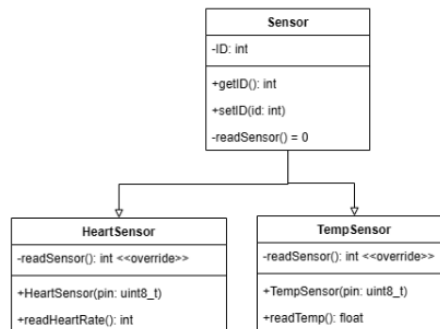 Sensor
-ID: int
+getID(): int
+setID(id: int)
-readSensor() = 0
HeartSensor
-readSensor(): int <<override>>
+HeartSensor(pin: uint8_t)
+readHeartRate(): int
TempSensor
-readSensor(): int <<override>>
+TempSensor(pin: uint8_t)
+readTemp(): float